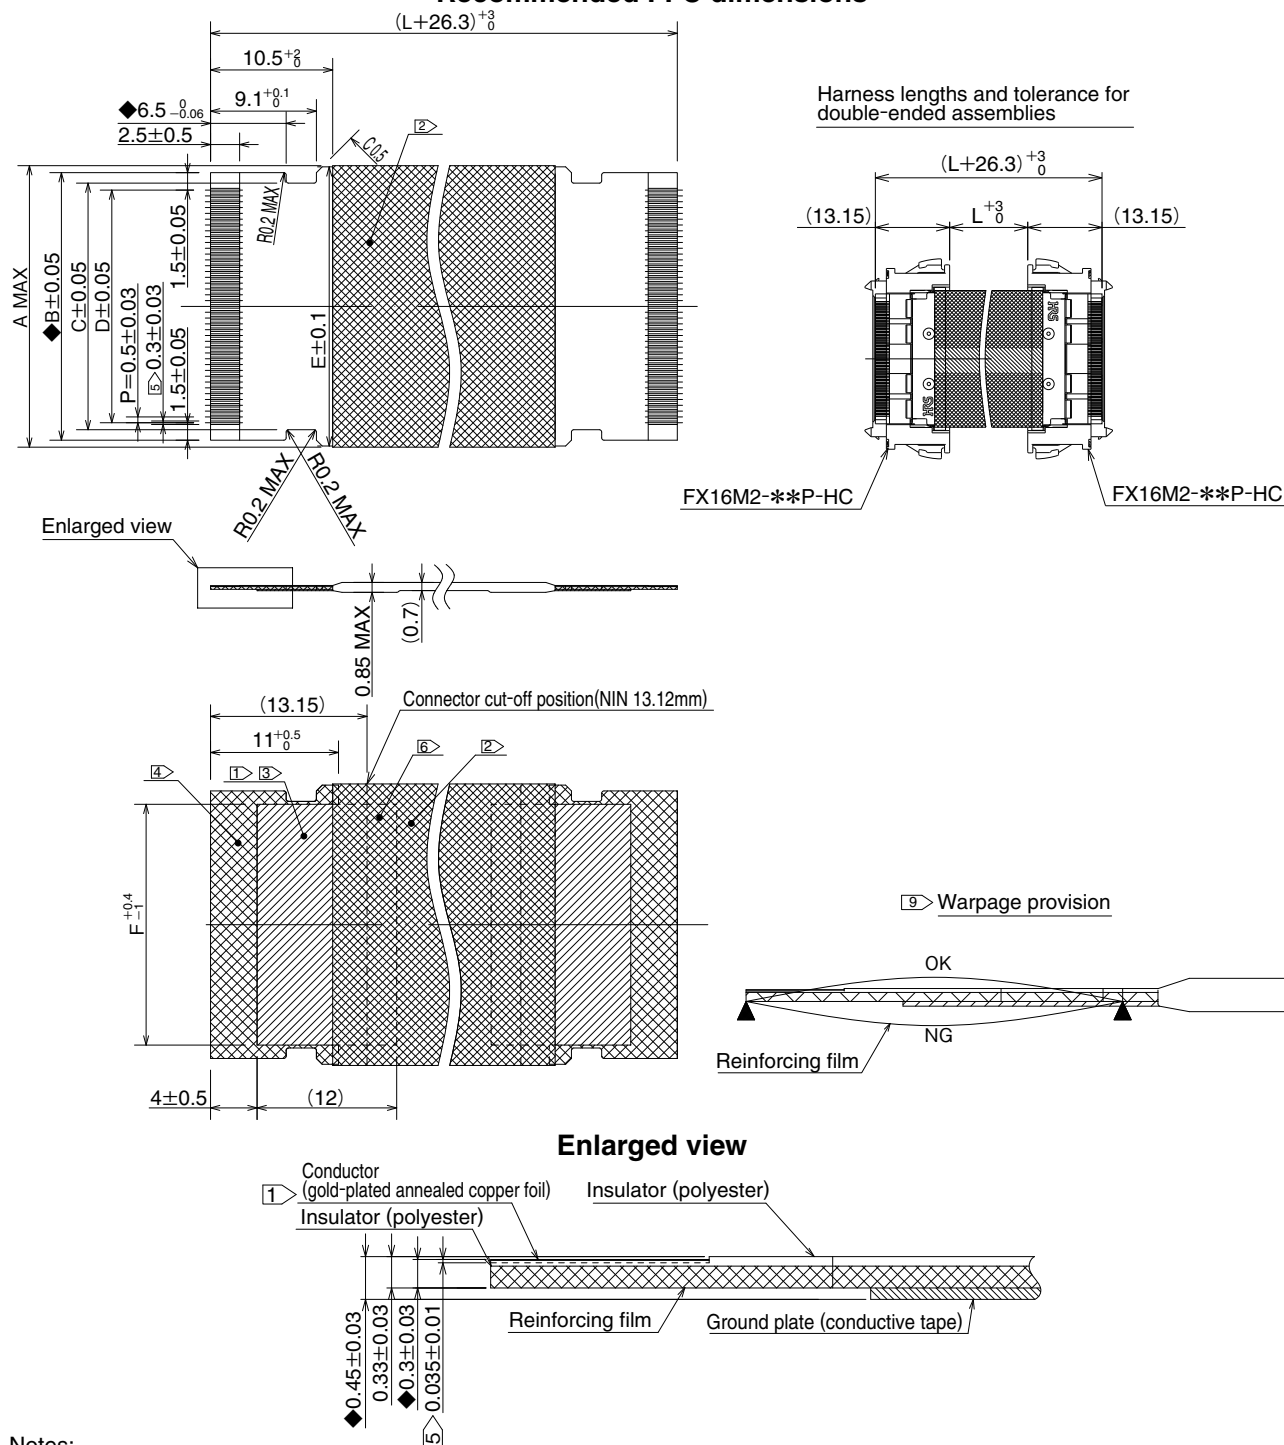 (L+26.3) +3 0
10.5 +2 0
9.1 +0.1 0
◆6.5 0 -0.06
2.5±0.5
C0.5
2
R0.2 MAX
A MAX
◆B±0.05
C±0.05
D±0.05
P=0.5±0.03
5 0.3±0.03
1.5±0.05
1.5±0.05
E±0.1
R0.2 MAX
R0.2 MAX
Harness lengths and tolerance for
double-ended assemblies
(L+26.3) +3 0
(13.15)
L +3 0
(13.15)
HRS
HRS
FX16M2-**P-HC
FX16M2-**P-HC
Enlarged view
0.85 MAX
(0.7)
(13.15)
Connector cut-off position(NIN 13.12mm)
11 +0.5 0
4
1
3
6
2
F +0.4 -1
4±0.5
(12)
9 Warpage provision
OK
NG
Reinforcing film
Enlarged view
Conductor
1 (gold-plated annealed copper foil)
Insulator (polyester)
Insulator (polyester)
Reinforcing film
Ground plate (conductive tape)
◆0.45±0.03
0.33±0.03
◆0.3±0.03
5 0.035±0.01